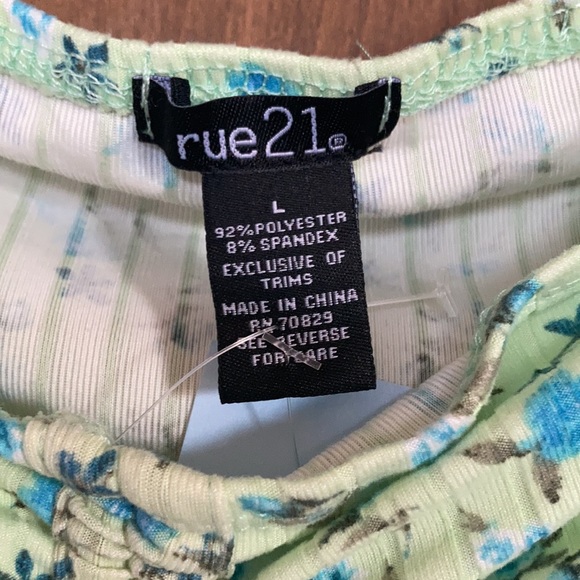 rue21®
L
92%POLYESTER
8% SPANDEX
EXCLUSIVE OF
TRIMS
MADE IN CHINA
RN 70829
SEE REVERSE
FOR CARE